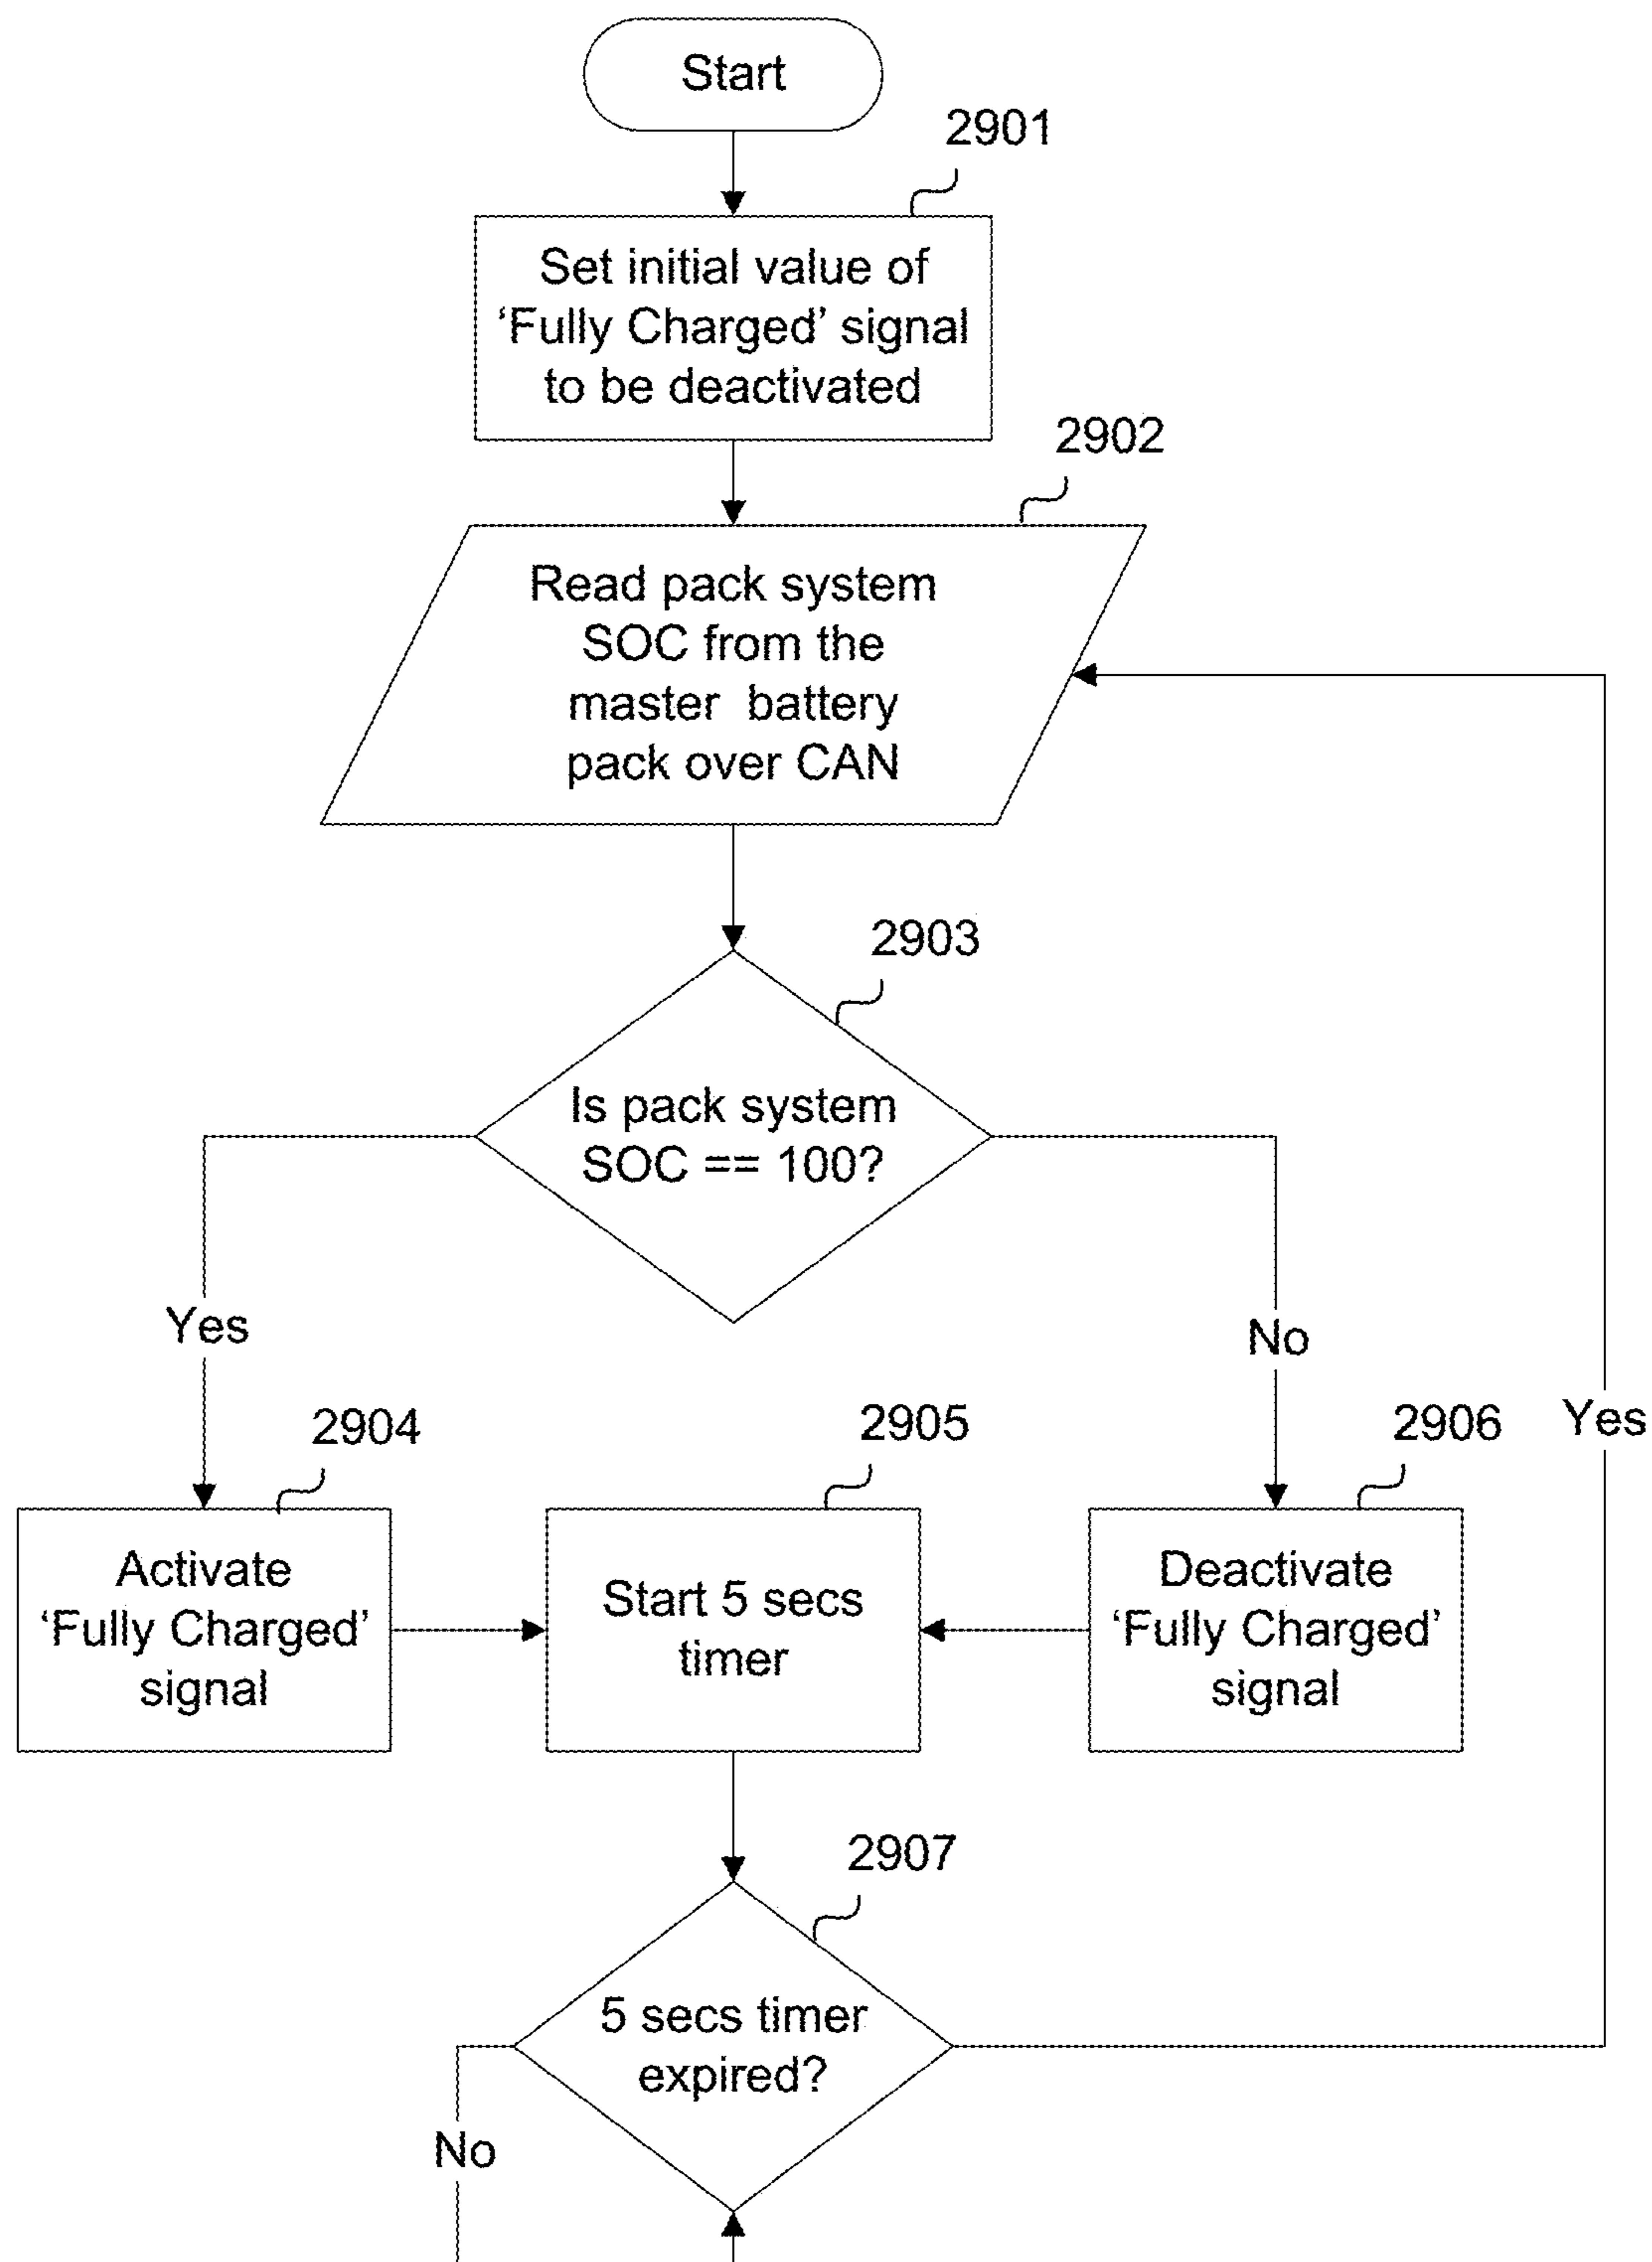 Start
2901
Set initial value of
‘Fully Charged’ signal
to be deactivated
2902
Read pack system
SOC from the
master battery
pack over CAN
2903
Is pack system
SOC == 100?
Yes
No
2904
2905
2906
Yes
Activate
‘Fully Charged’
signal
Start 5 secs
timer
Deactivate
‘Fully Charged’
signal
2907
5 secs timer
expired?
No